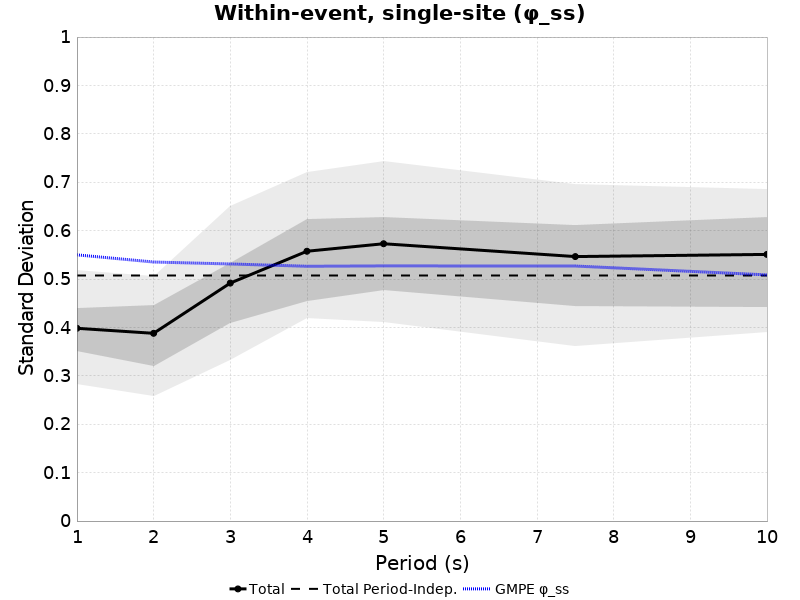 Within-event, single-site (φ_ss)
1
0.9
0.8
0.7
0.6
0.5
0.4
0.3
0.2
0.1
0
Standard Deviation
1 2 3 4 5 6 7 8 9 10
Period (s)
Total Total Period-Indep. GMPE φ_ss